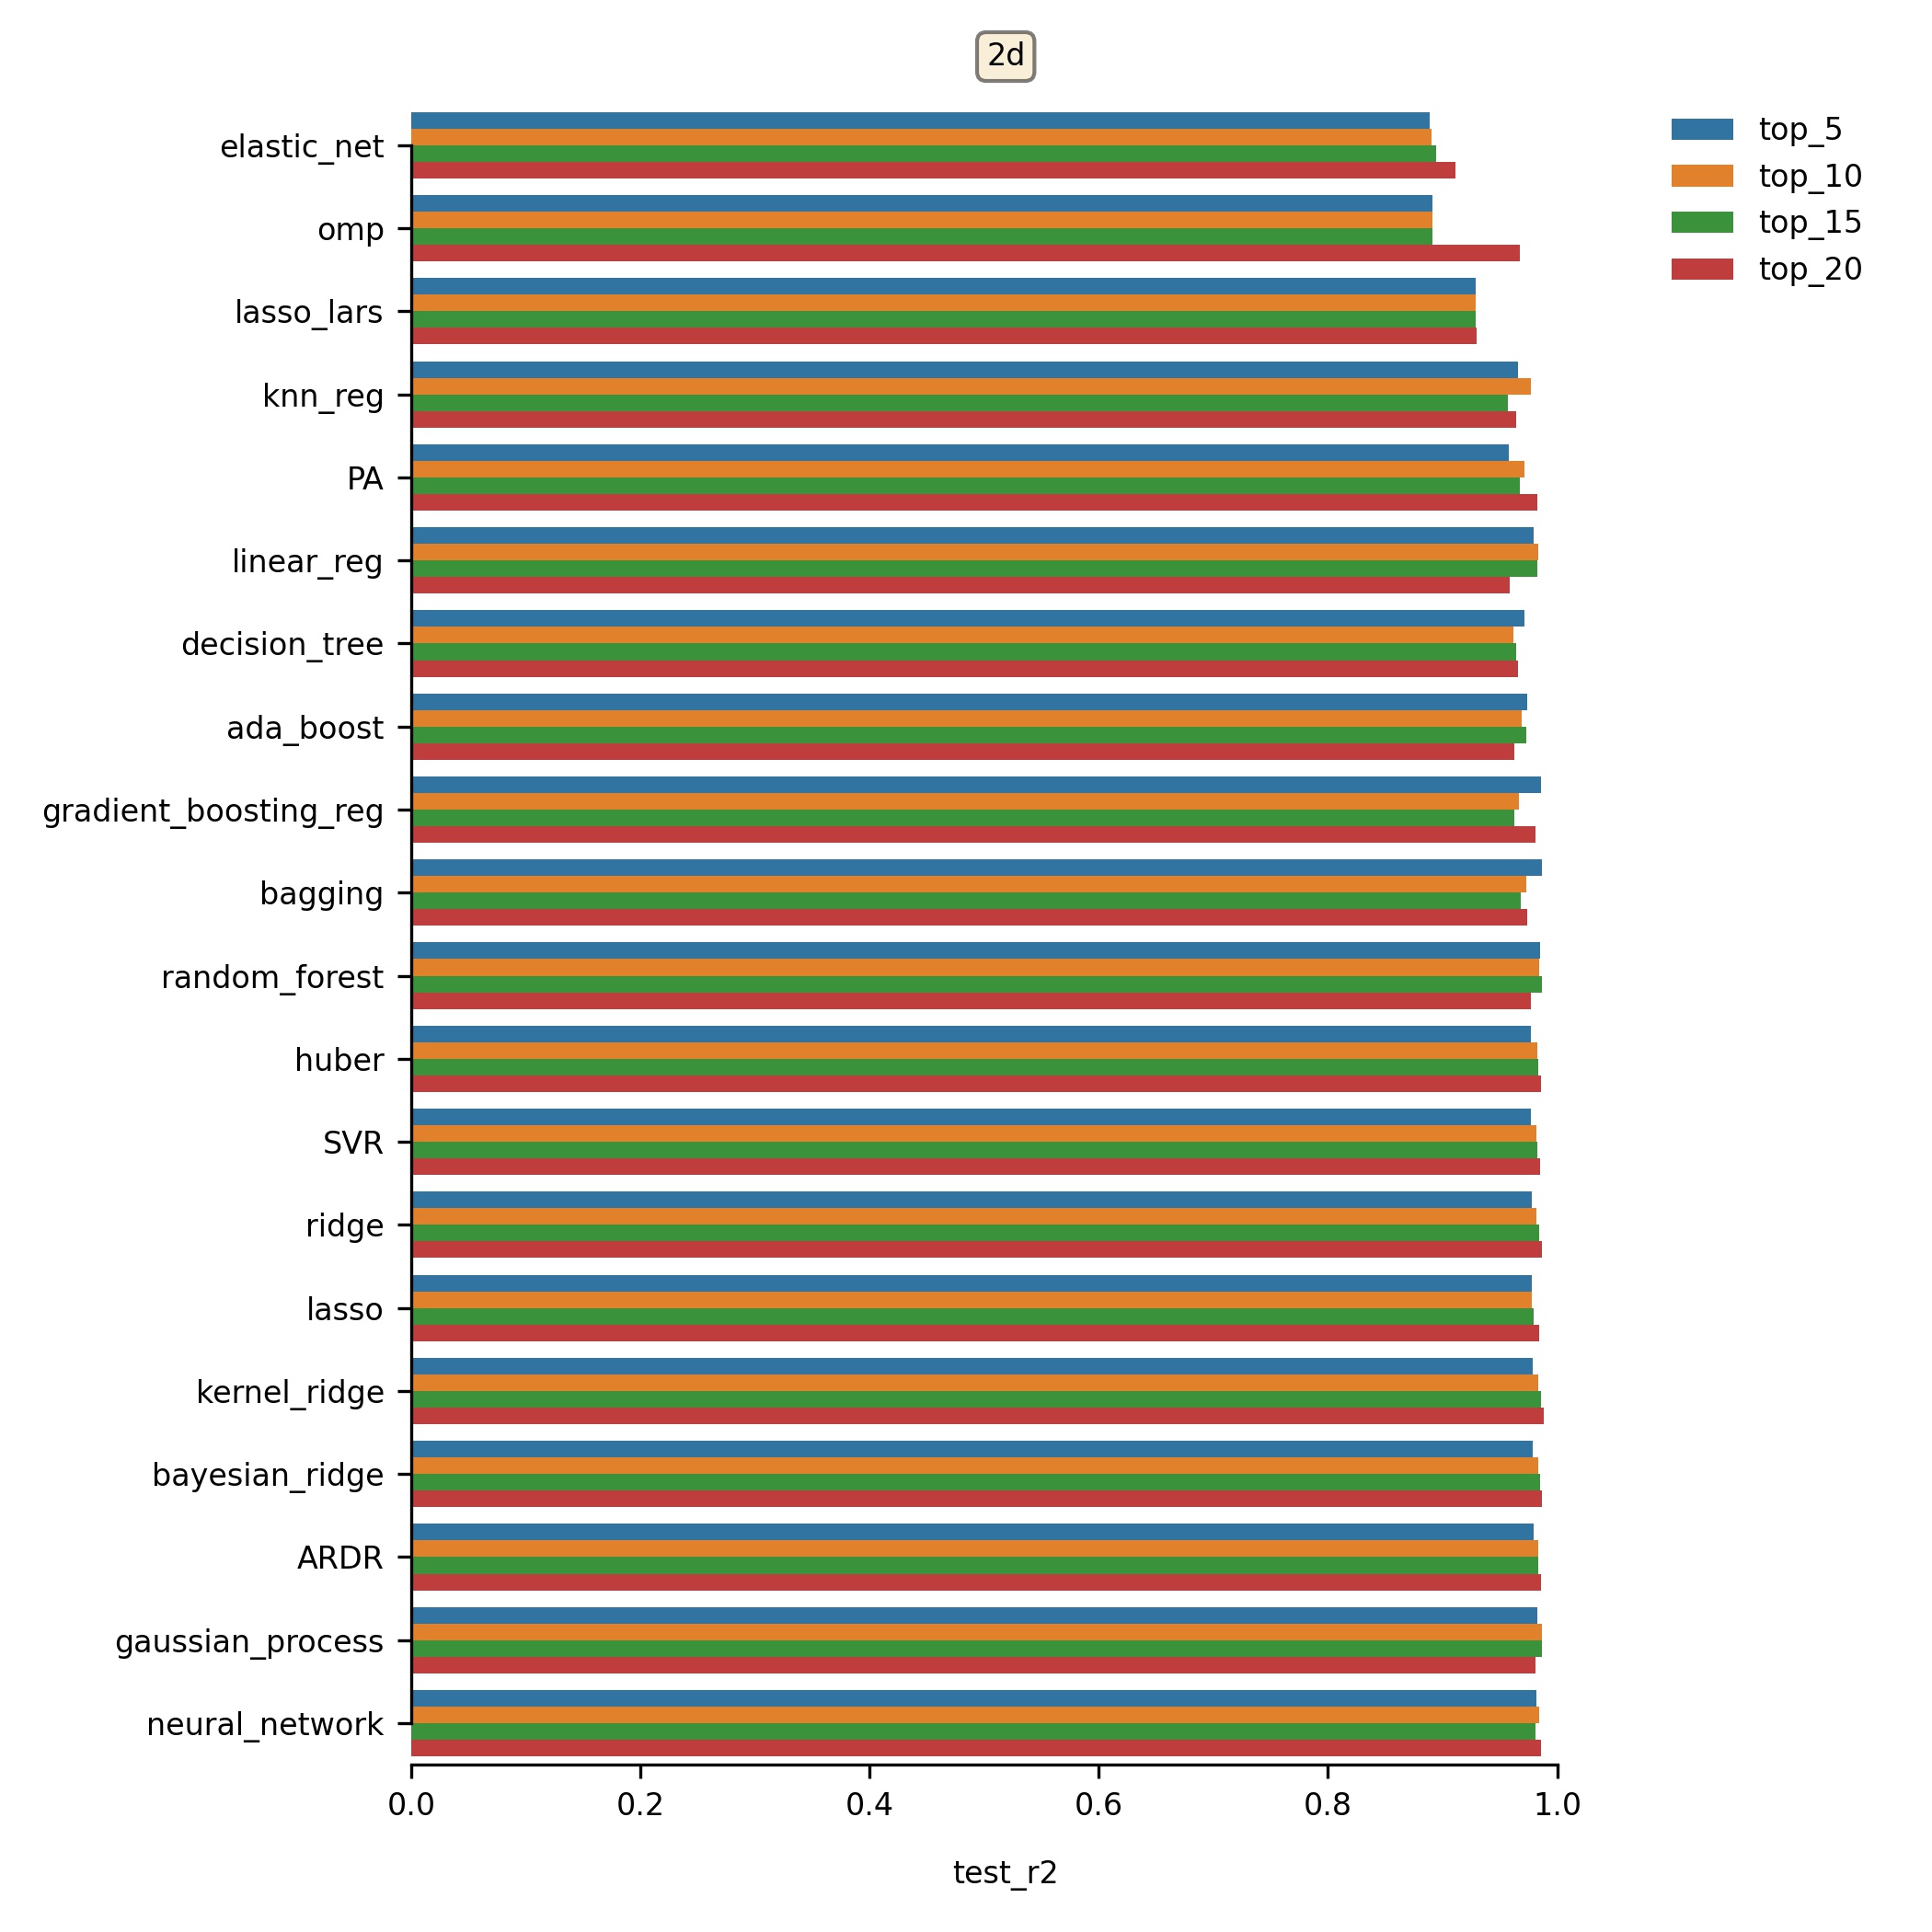 2d
top_5
top_10
top_15
top_20
elastic_net
omp
lasso_lars
knn_reg
PA
linear_reg
decision_tree
ada_boost
gradient_boosting_reg
bagging
random_forest
huber
SVR
ridge
lasso
kernel_ridge
bayesian_ridge
ARDR
gaussian_process
neural_network
0.0 0.2 0.4 0.6 0.8 1.0
test_r2